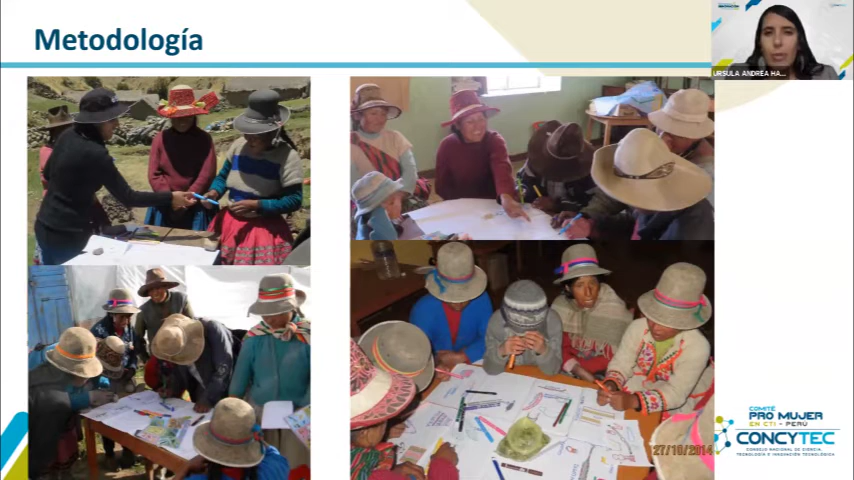 Metodología
URSULA ANDREA HA...
27/10/2014
COMITÉ
PRO MUJER
EN CTI - PERÚ
CONCYTEC
CONSEJO NACIONAL DE CIENCIA,
TECNOLOGÍA E INNOVACIÓN TECNOLÓGICA